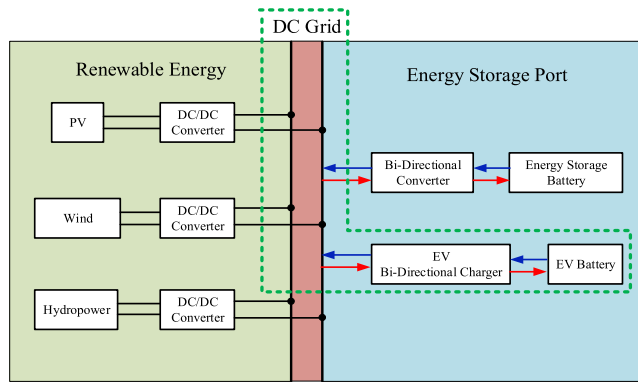 DC Grid
Renewable Energy
Energy Storage Port
PV
DC/DC
Converter
Bi-Directional
Converter
Energy Storage
Battery
Wind
DC/DC
Converter
EV
Bi-Directional Charger
EV Battery
Hydropower
DC/DC
Converter